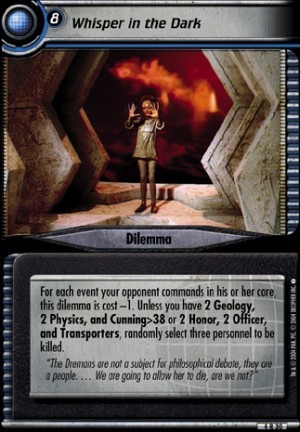 8
Whisper in the Dark
Dilemma
For each event your opponent commands in his or her core,
this dilemma is cost –1. Unless you have 2 Geology,
2 Physics, and Cunning>38 or 2 Honor, 2 Officer,
and Transporters, randomly select three personnel to be
killed.
"The Dremans are not a subject for philosophical debate, they are
a people. … We are going to allow her to die, are we not?"